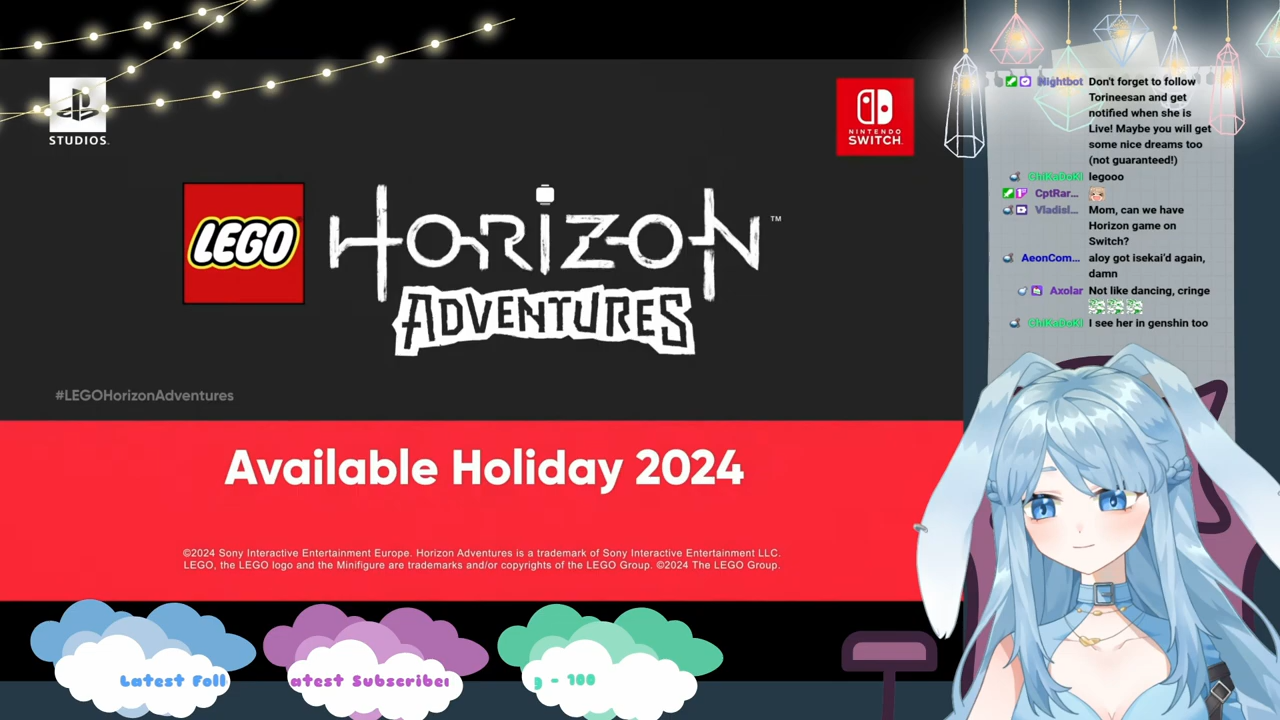 STUDIOS
NINTENDO
SWITCH
LEGO
HORIZON™
ADVENTURES
#LEGOHorizonAdventures
Available Holiday 2024
©2024 Sony Interactive Entertainment Europe. Horizon Adventures is a trademark of Sony Interactive Entertainment LLC.
LEGO, the LEGO logo and the Minifigure are trademarks and/or copyrights of the LEGO Group. ©2024 The LEGO Group.
Nightbot Don't forget to follow
Torineesan and get
notified when she is
Live! Maybe you will get
some nice dreams too
(not guaranteed!)
ChiKaDoKi legooo
CptRar...
Vladisl... Mom, can we have
Horizon game on
Switch?
AeonCom... aloy got isekai'd again,
damn
Axolar Not like dancing, cringe
ChiKaDoKi I see her in genshin too
Latest Foll
atest Subscriber
- 100